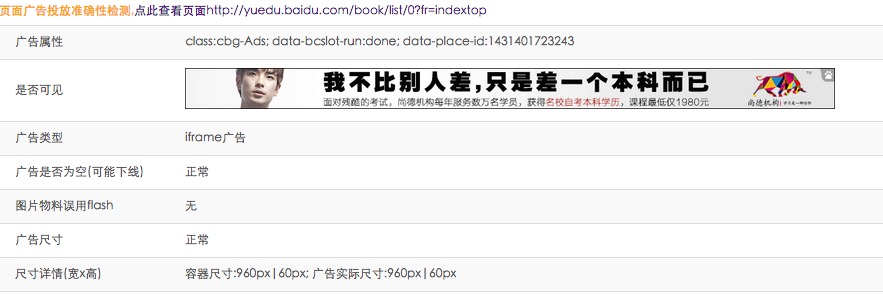 页面广告投放准确性检测.点此查看页面http://yuedu.baidu.com/book/list/0?fr=indextop
广告属性 class:cbg-Ads; data-bcslot-run:done; data-place-id:1431401723243
是否可见
我不比别人差,只是差一个本科而已
面对残酷的考试，尚德机构每年服务数万名学员，获得名校自考本科学历，课程最低仅1980元
TM
尚德机构 学习是一种信仰
广告类型 iframe广告
广告是否为空(可能下线) 正常
图片物料误用flash 无
广告尺寸 正常
尺寸详情(宽x高) 容器尺寸:960px|60px; 广告实际尺寸:960px|60px